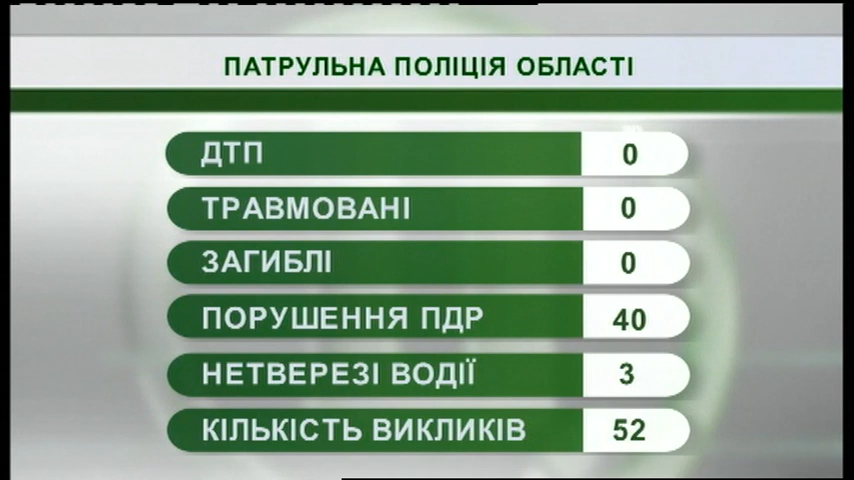 ПАТРУЛЬНА ПОЛІЦІЯ ОБЛАСТІ
ДТП 0
ТРАВМОВАНІ 0
ЗАГИБЛІ 0
ПОРУШЕННЯ ПДР 40
НЕТВЕРЕЗІ ВОДІЇ 3
КІЛЬКІСТЬ ВИКЛИКІВ 52